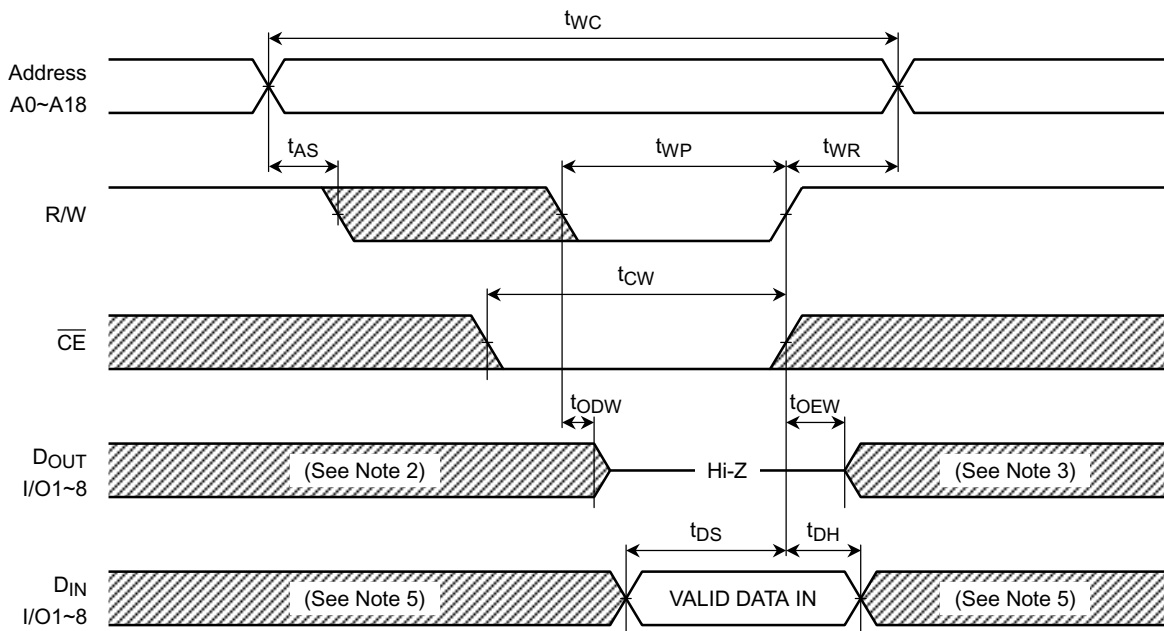 tWC
Address
A0~A18
tAS
tWP
tWR
R/W
tCW
CE
tODW
tOEW
DOUT
I/O1~8
(See Note 2)
Hi-Z
(See Note 3)
tDS
tDH
DIN
I/O1~8
(See Note 5)
VALID DATA IN
(See Note 5)